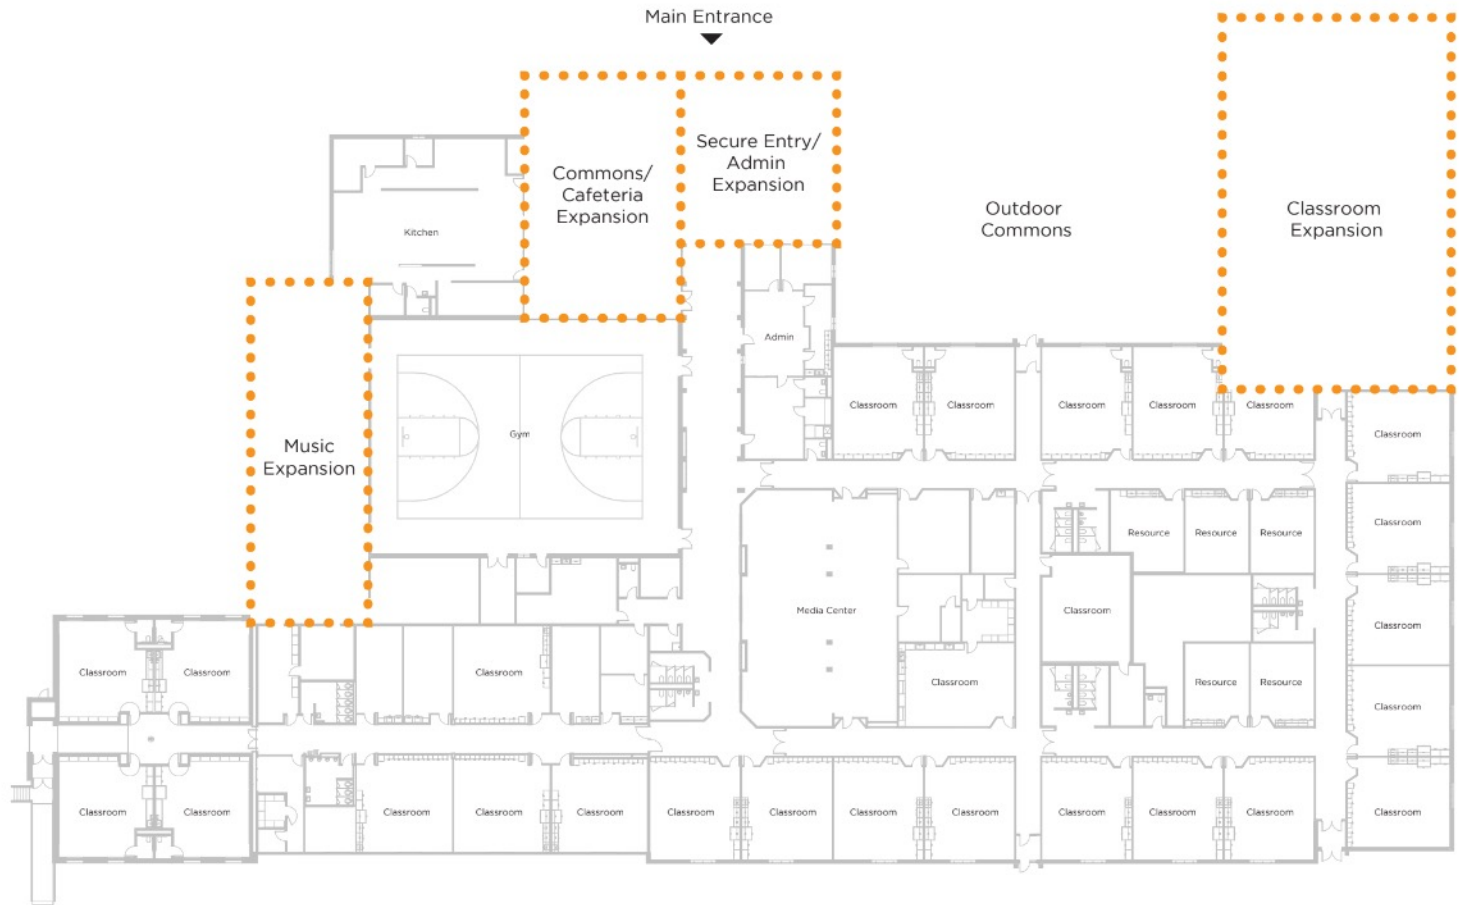 Main Entrance
Secure Entry/
Admin
Expansion
Commons/
Cafeteria
Expansion
Outdoor
Commons
Classroom
Expansion
Kitchen
Admin
Classroom
Classroom
Classroom
Classroom
Classroom
Gym
Music
Expansion
Classroom
Classroom
Resource
Resource
Resource
Media Center
Classroom
Classroom
Classroom
Classroom
Classroom
Classroom
Resource
Resource
Classroom
Classroom
Classroom
Classroom
Classroom
Classroom
Classroom
Classroom
Classroom
Classroom
Classroom
Classroom
Classroom
Classroom